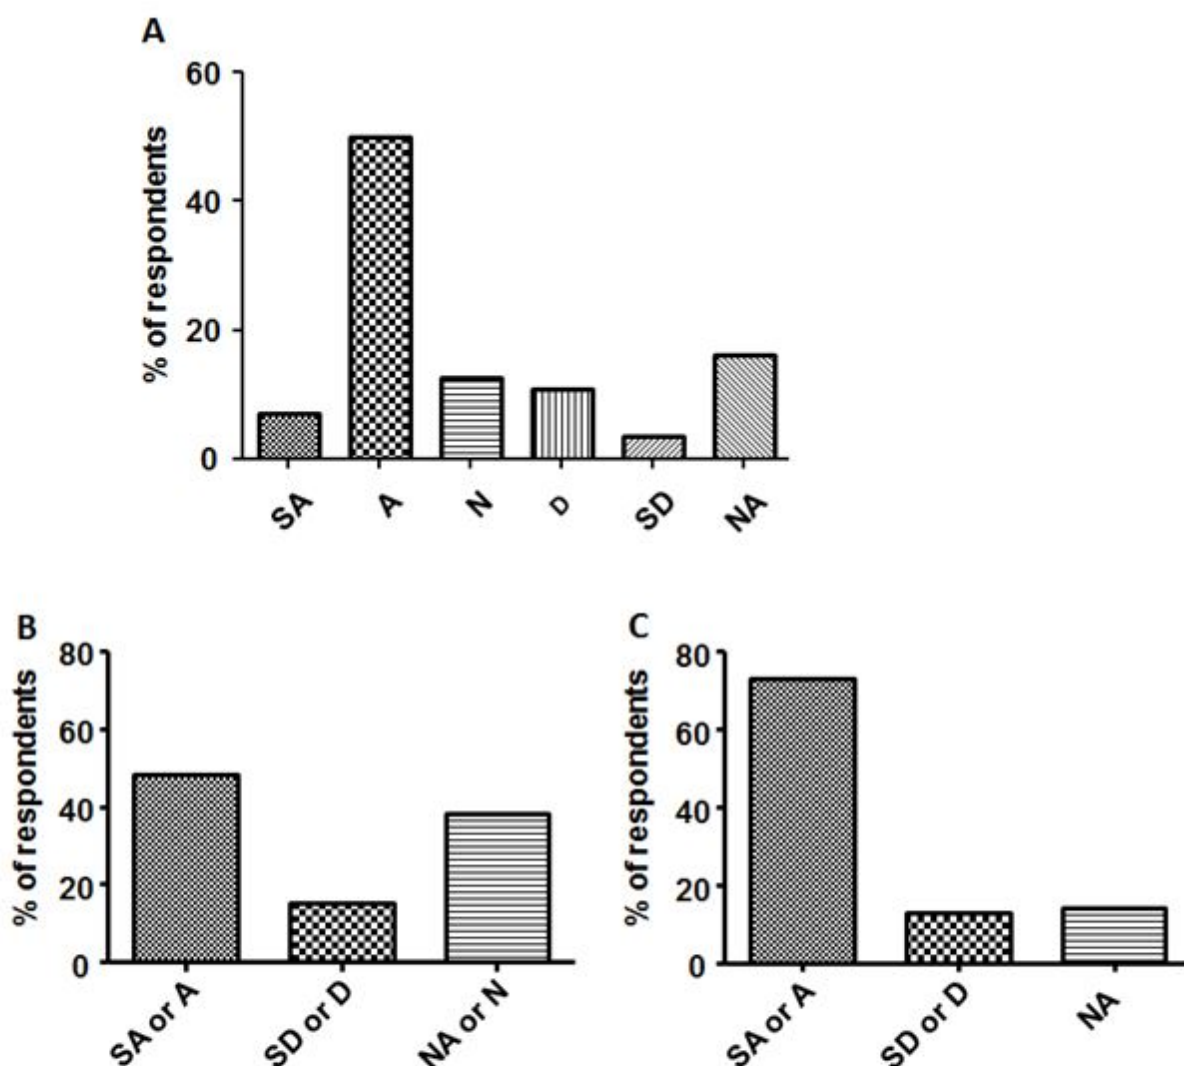 A
% of respondents
60
40
20
0
SA
A
N
D
SD
NA
B
% of respondents
80
60
40
20
0
SA or A
SD or D
NA or N
C
% of respondents
80
60
40
20
0
SA or A
SD or D
NA